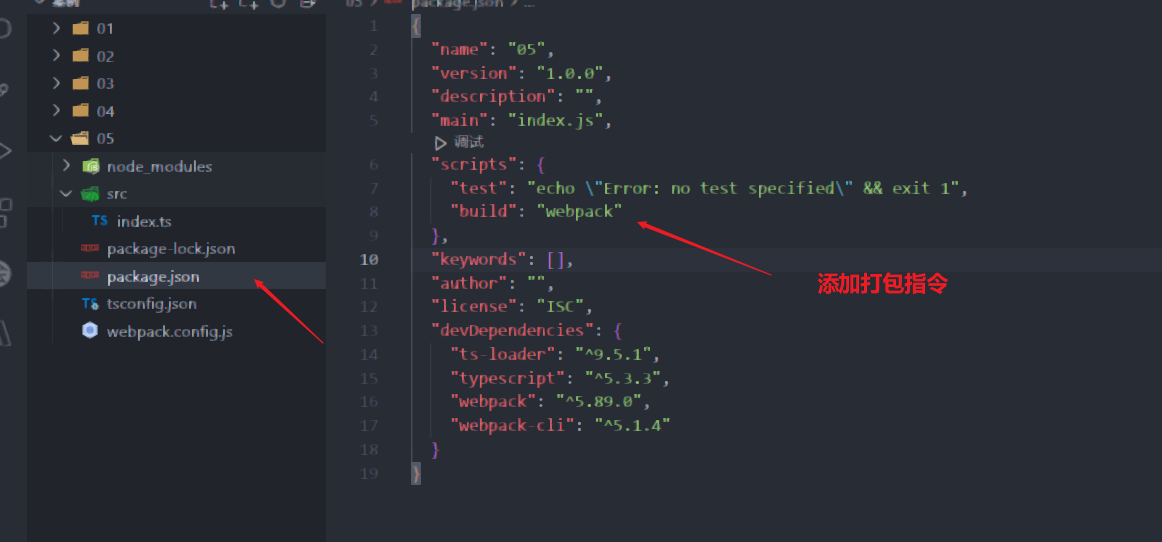 01
02
03
04
05
node_modules
src
TS index.ts
package-lock.json
package.json
TS tsconfig.json
webpack.config.js
05 > package.json > ...
1 {
2 "name": "05",
3 "version": "1.0.0",
4 "description": "",
5 "main": "index.js",
调试
6 "scripts": {
7 "test": "echo \"Error: no test specified\" && exit 1",
8 "build": "webpack"
9 },
10 "keywords": [],
11 "author": "",
12 "license": "ISC",
13 "devDependencies": {
14 "ts-loader": "^9.5.1",
15 "typescript": "^5.3.3",
16 "webpack": "^5.89.0",
17 "webpack-cli": "^5.1.4"
18 }
19 }
添加打包指令